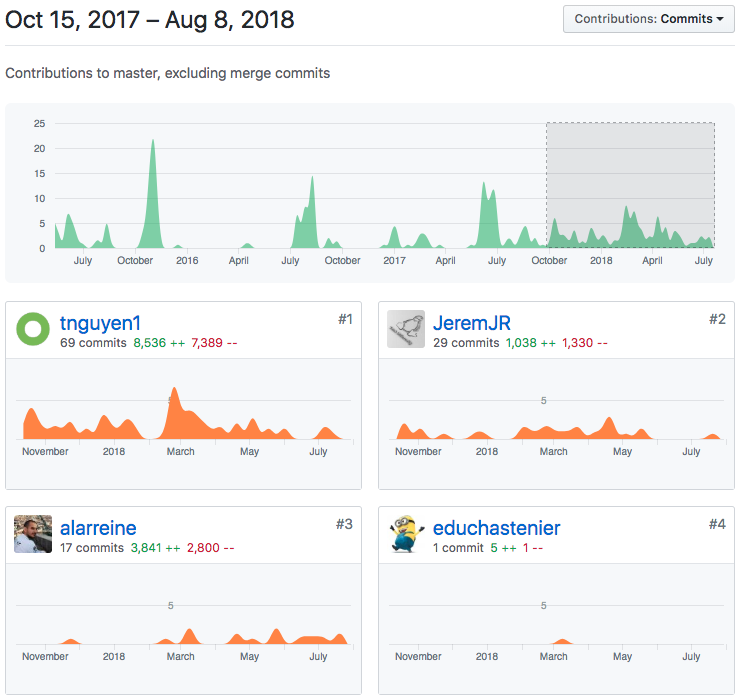 Oct 15, 2017 – Aug 8, 2018
Contributions: Commits
Contributions to master, excluding merge commits
25
20
15
10
5
0
July October 2016 April July October 2017 April July October 2018 April July
tnguyen1 #1
69 commits 8,536 ++ 7,389 --
5
November 2018 March May July
JeremJR #2
29 commits 1,038 ++ 1,330 --
5
November 2018 March May July
alarreine #3
17 commits 3,841 ++ 2,800 --
5
November 2018 March May July
educhastenier #4
1 commit 5 ++ 1 --
5
November 2018 March May July